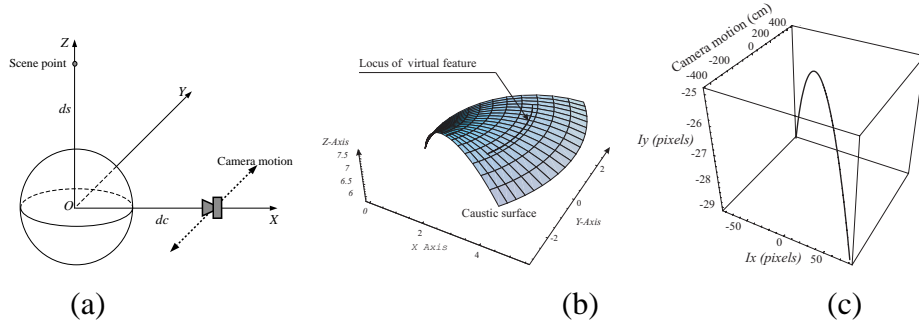 Z
Scene point
ds
Y
Camera motion
O
dc
X
(a)
Locus of virtual feature
Z-Axis
7.5
7
6.5
6
0
2
4
X Axis
Caustic surface
-2
0
2
Y-Axis
(b)
Camera motion (cm)
400
200
0
-200
-400
-25
-26
-27
-28
-29
Iy (pixels)
-50
0
50
Ix (pixels)
(c)